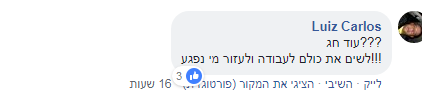 Luiz Carlos
???עוד חג
!!!לשים את כולם לעבודה ולעזור מי נפגע
3
לייק · השיבי · הציגי את המקור (פורטוגז · 16 שעות